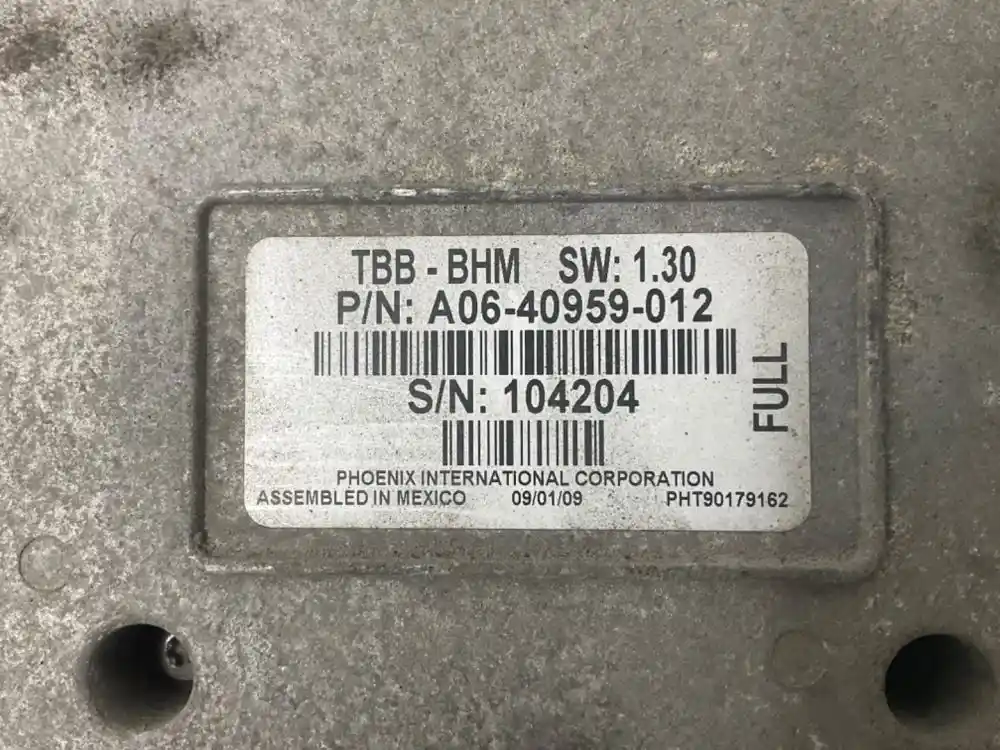 TBB - BHM SW: 1.30
P/N: A06-40959-012
S/N: 104204
FULL
PHOENIX INTERNATIONAL CORPORATION
ASSEMBLED IN MEXICO 09/01/09 PHT90179162